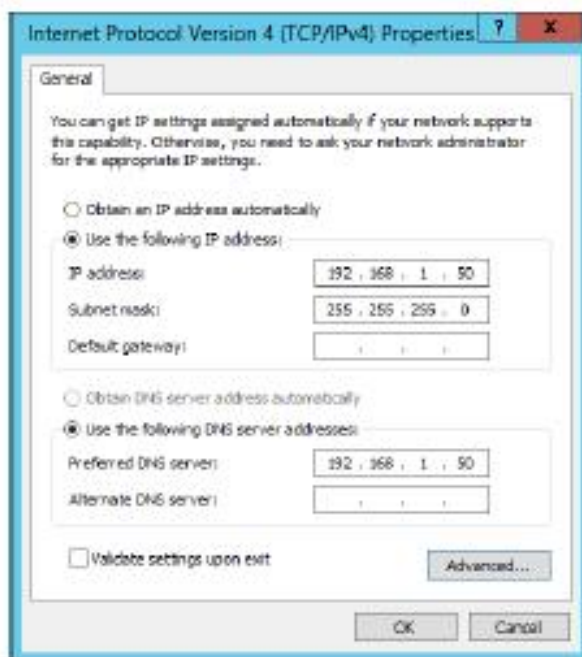 Internet Protocol Version 4 (TCP/IPv4) Properties ? x
General
You can get IP settings assigned automatically if your network supports
this capability. Otherwise, you need to ask your network administrator
for the appropriate IP settings.
Obtain an IP address automatically
Use the following IP address:
IP address: 192 . 168 . 1 . 50
Subnet mask: 255 . 255 . 255 . 0
Default gateway: . . .
Obtain DNS server address automatically
Use the following DNS server addresses:
Preferred DNS server: 192 . 168 . 1 . 50
Alternate DNS server: . . .
Validate settings upon exit
Advanced...
OK Cancel